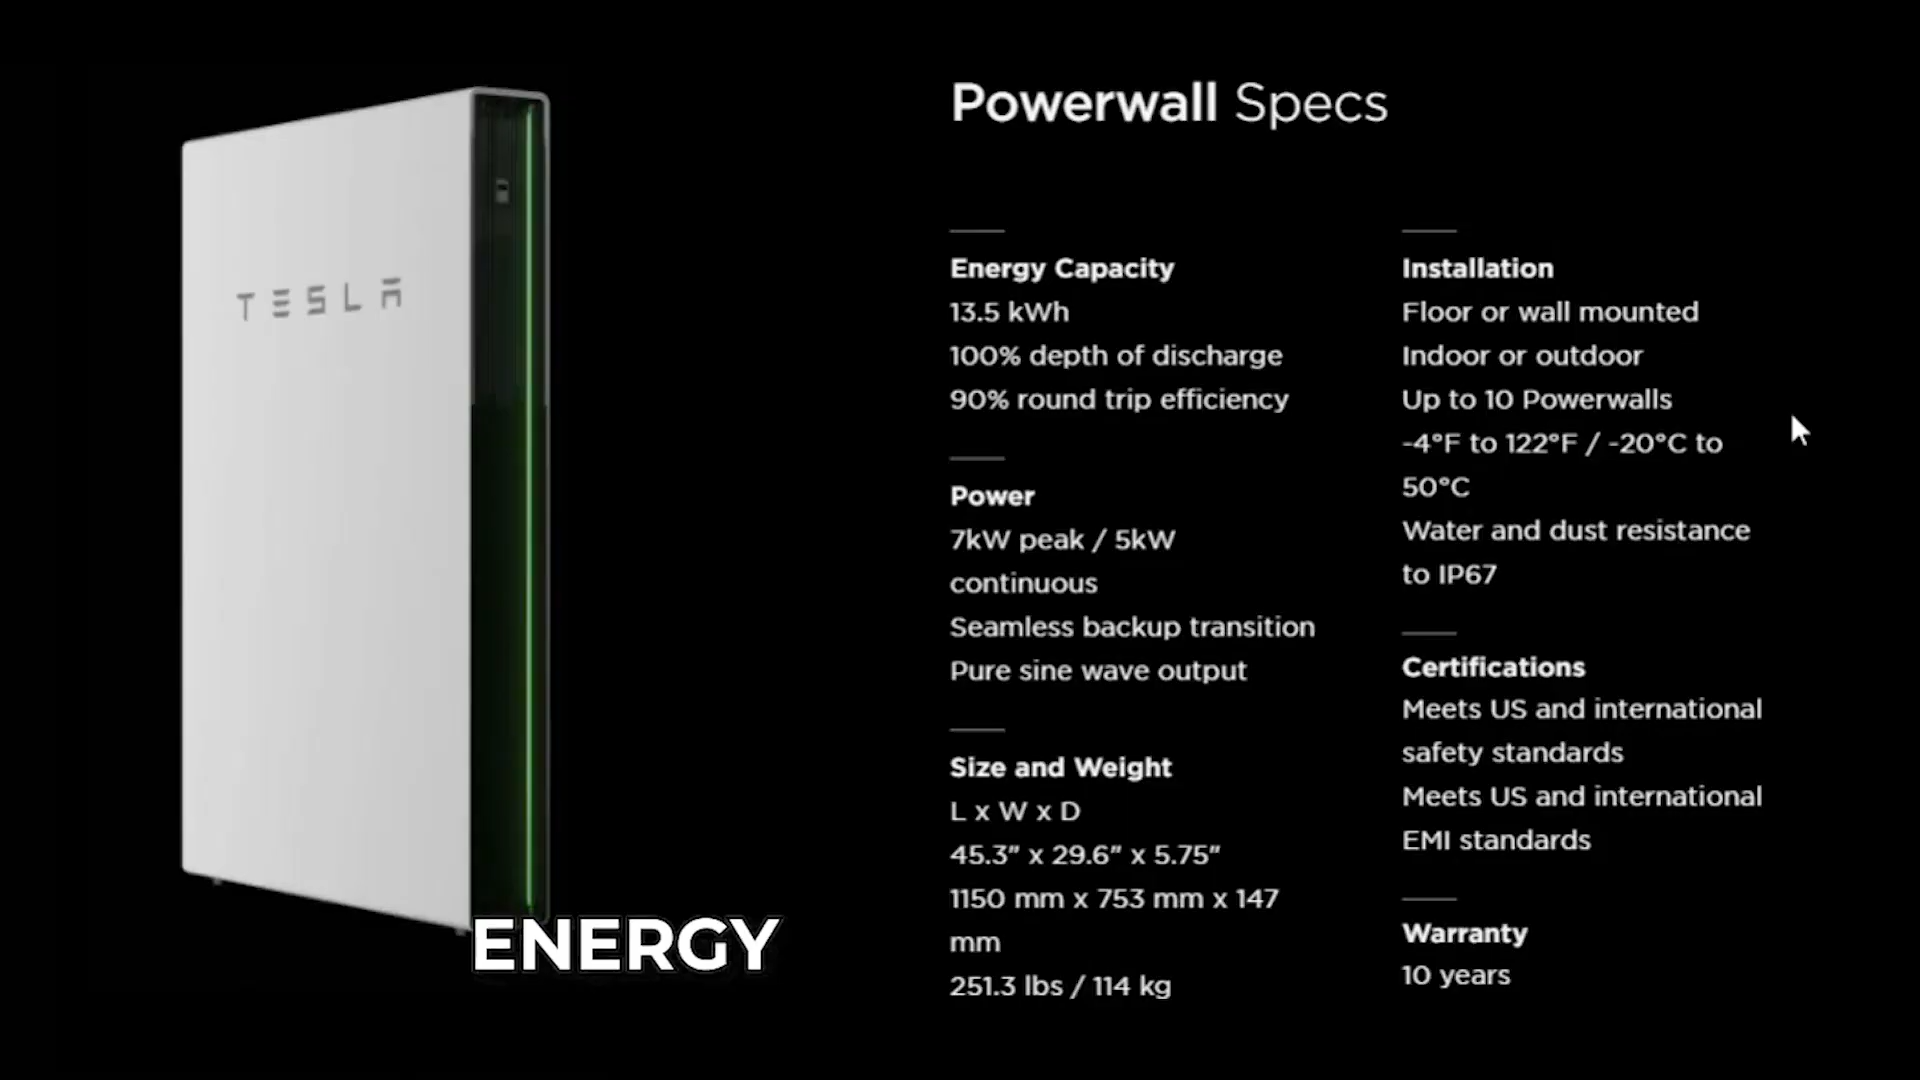 TESLA
ENERGY
Powerwall Specs
Energy Capacity
13.5 kWh
100% depth of discharge
90% round trip efficiency
Power
7kW peak / 5kW
continuous
Seamless backup transition
Pure sine wave output
Size and Weight
L x W x D
45.3" x 29.6" x 5.75"
1150 mm x 753 mm x 147
mm
251.3 lbs / 114 kg
Installation
Floor or wall mounted
Indoor or outdoor
Up to 10 Powerwalls
-4°F to 122°F / -20°C to
50°C
Water and dust resistance
to IP67
Certifications
Meets US and international
safety standards
Meets US and international
EMI standards
Warranty
10 years